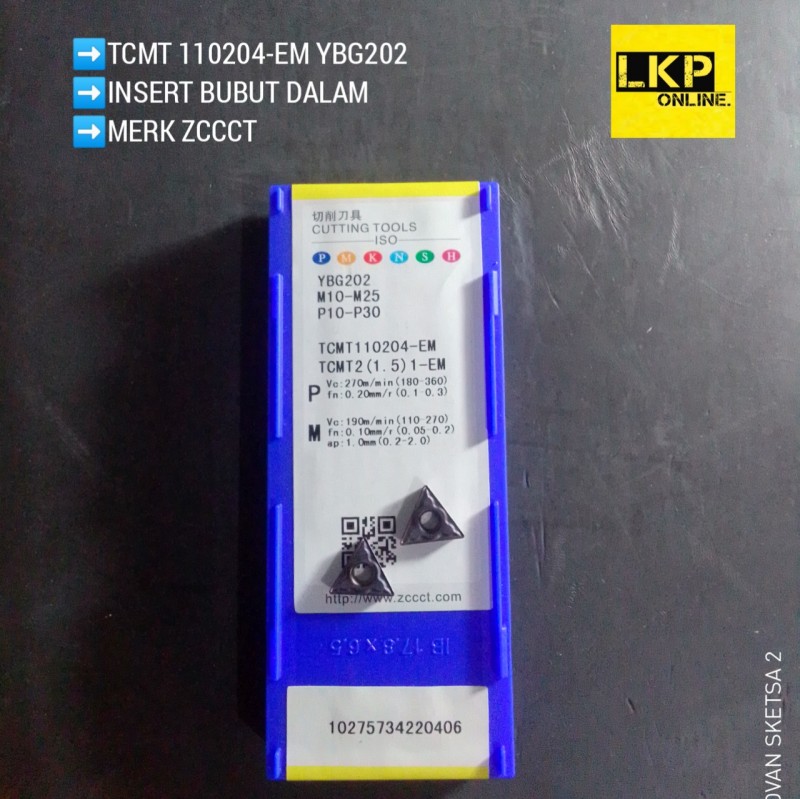 ➡TCMT 110204-EM YBG202
➡INSERT BUBUT DALAM
➡MERK ZCCCT
LKP
ONLINE.
切削刀具
CUTTING TOOLS
ISO
P M K N S H
YBG202
M10-M25
P10-P30
TCMT110204-EM
TCMT2(1.5)1-EM
P Vc:270m/min(180-360)
fn:0.20mm/r(0.1-0.3)
M Vc:190m/min(110-270)
fn:0.10mm/r(0.05-0.2)
ap:1.0mm(0.2-2.0)
http://www.zccct.com
IB 17.8 x 6.5
10275734220406
OVAN SKETSA 2